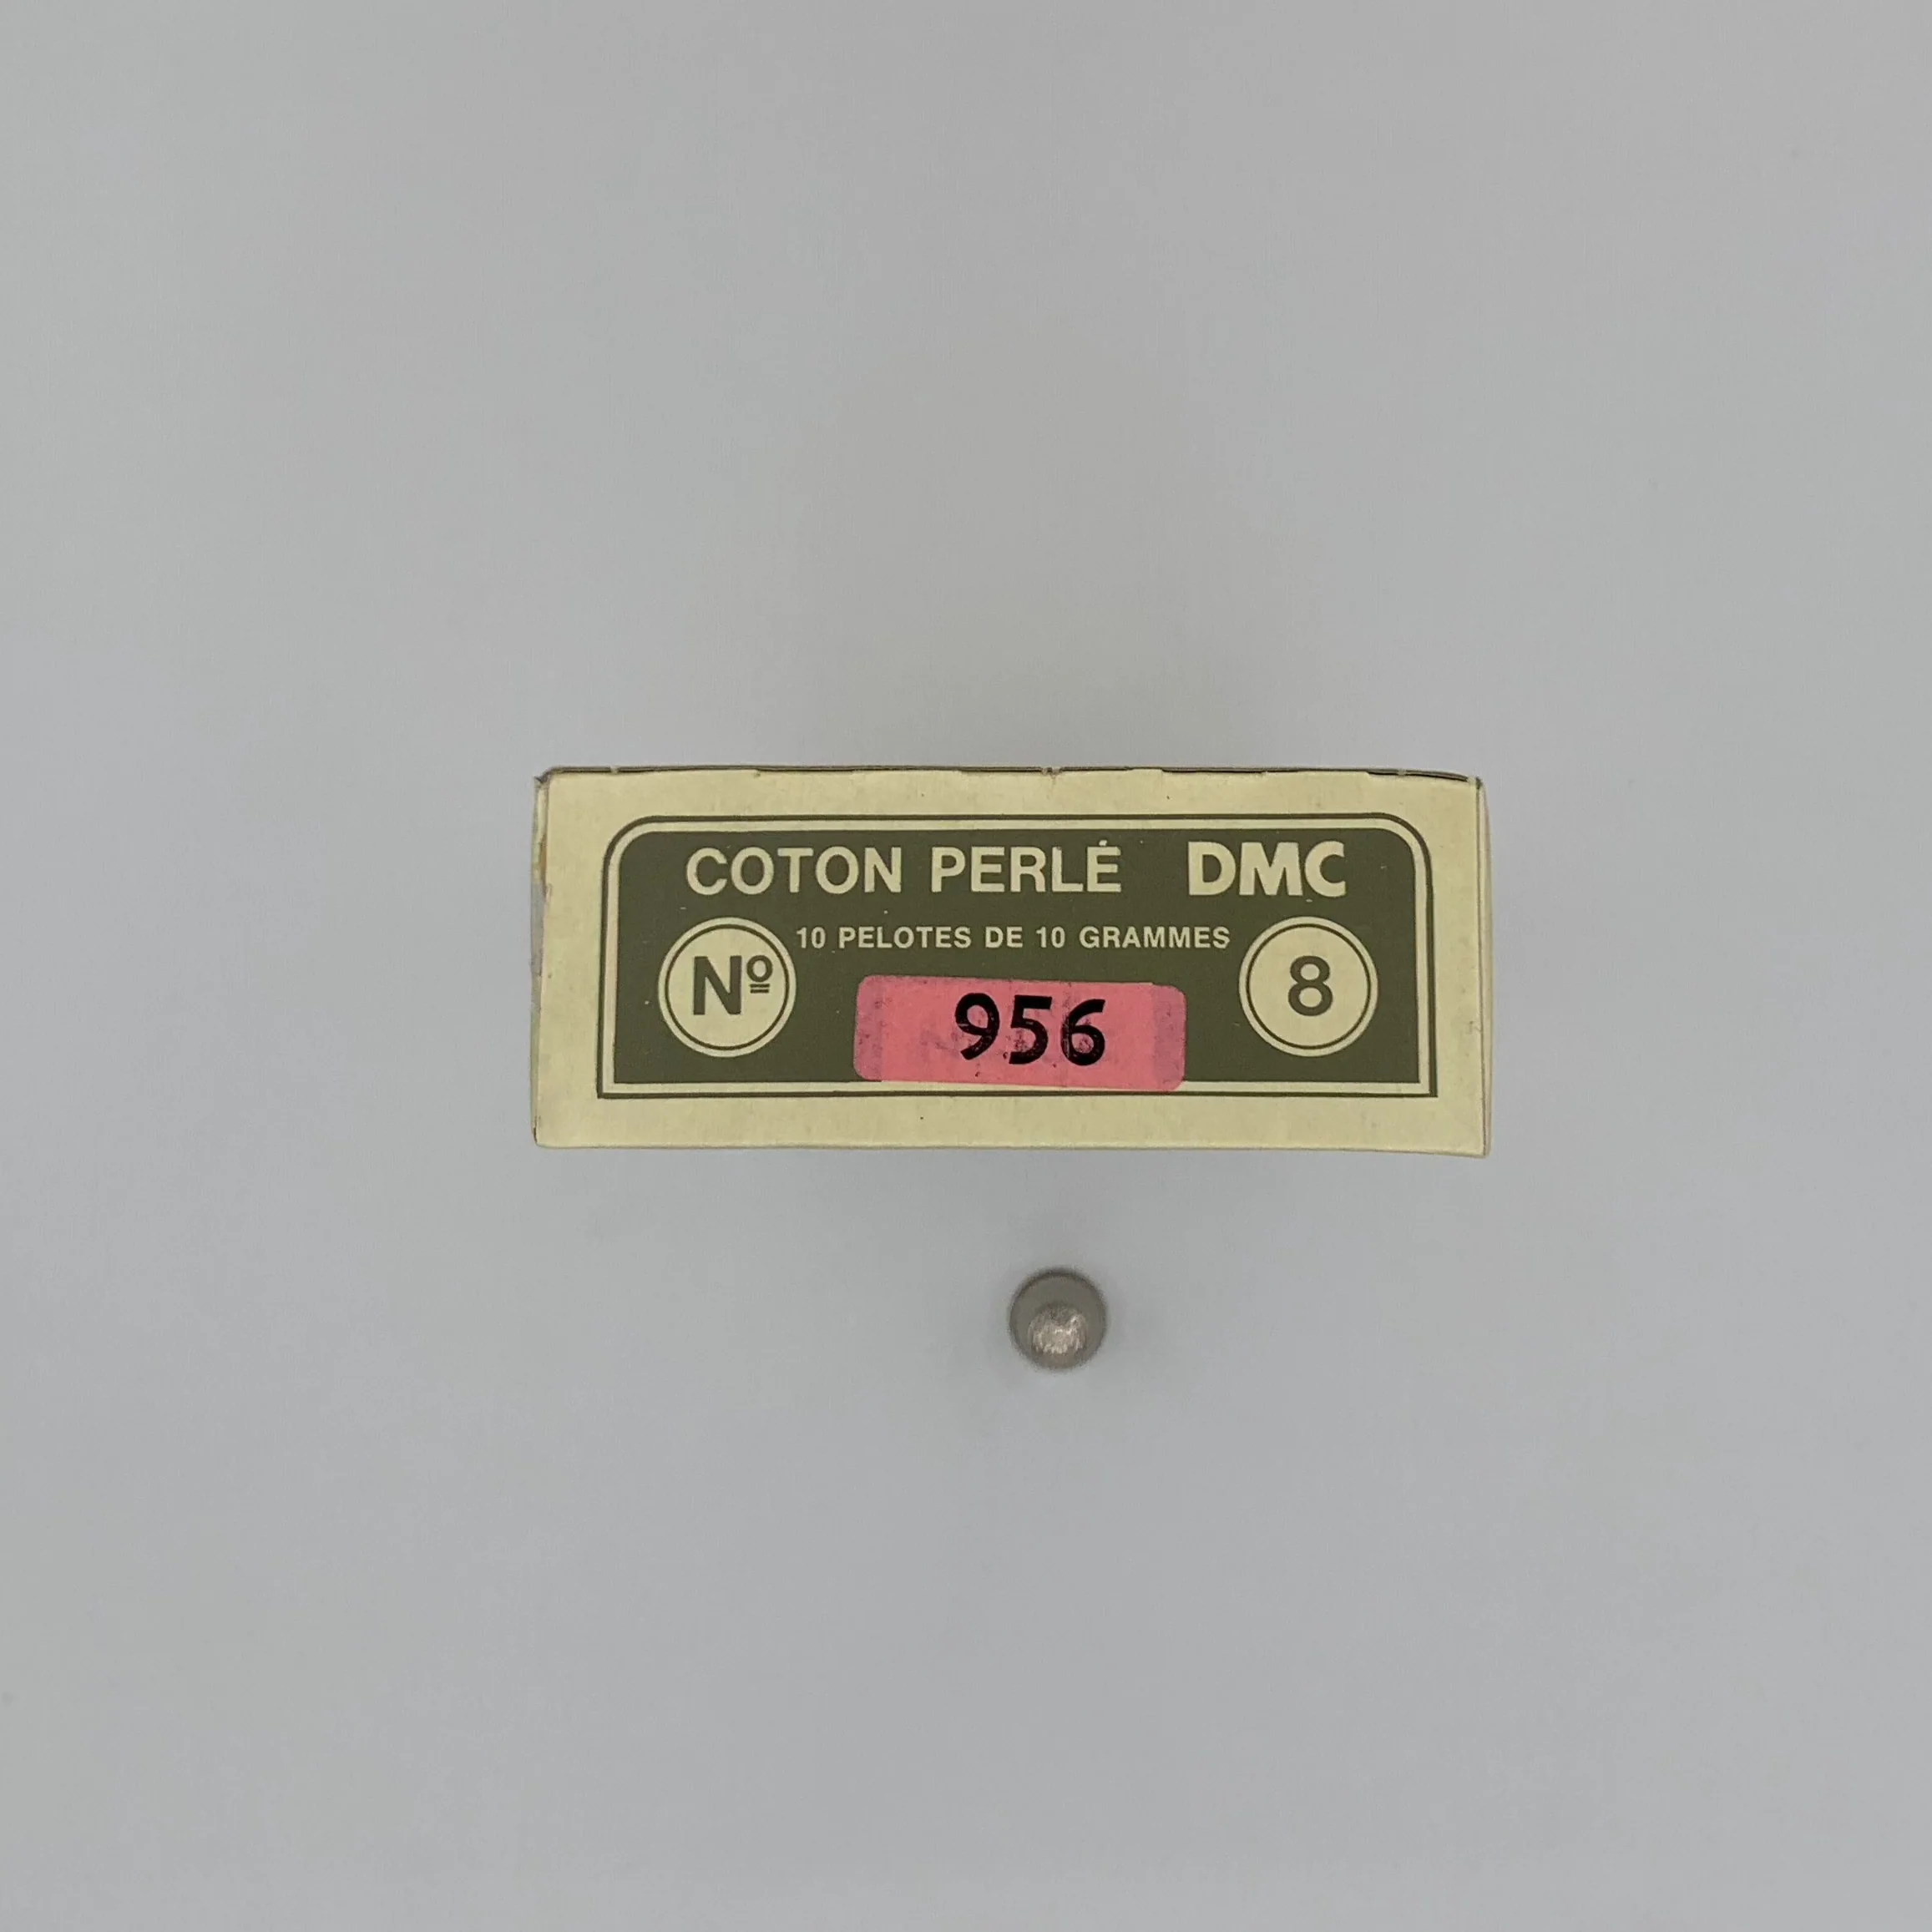 COTON PERLÉ DMC
10 PELOTES DE 10 GRAMMES
Nº 8
956